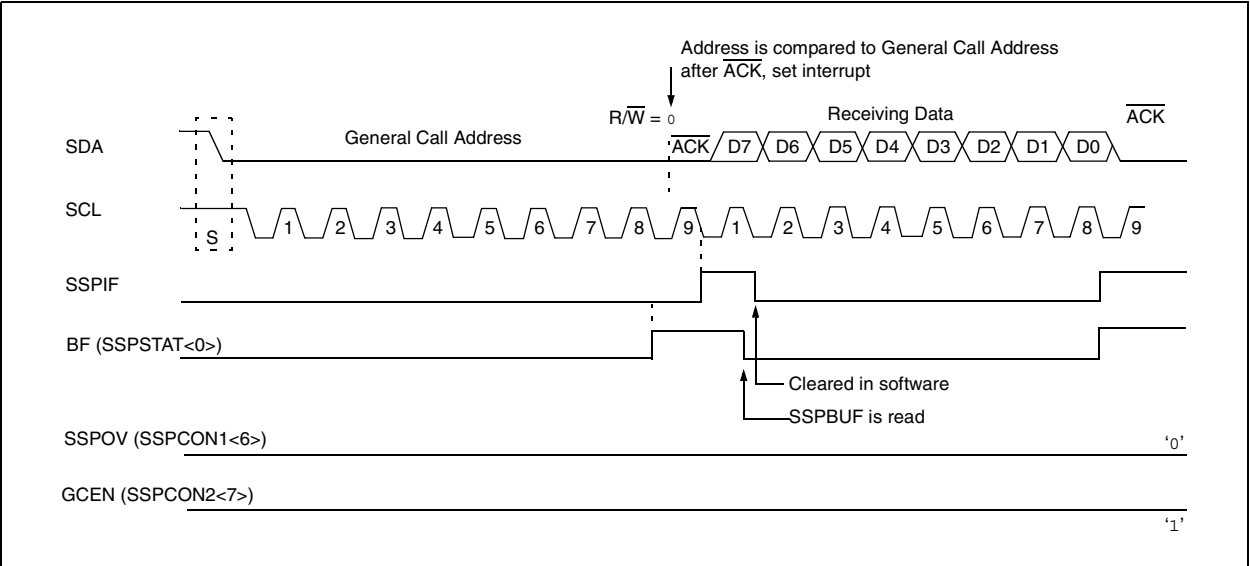 Address is compared to General Call Address
after ACK, set interrupt
R/W = 0
Receiving Data
ACK
General Call Address
SDA
ACK D7 D6 D5 D4 D3 D2 D1 D0
SCL
S
1 2 3 4 5 6 7 8 9 1 2 3 4 5 6 7 8 9
SSPIF
BF (SSPSTAT<0>)
Cleared in software
SSPBUF is read
SSPOV (SSPCON1<6>)
‘0’
GCEN (SSPCON2<7>)
‘1’